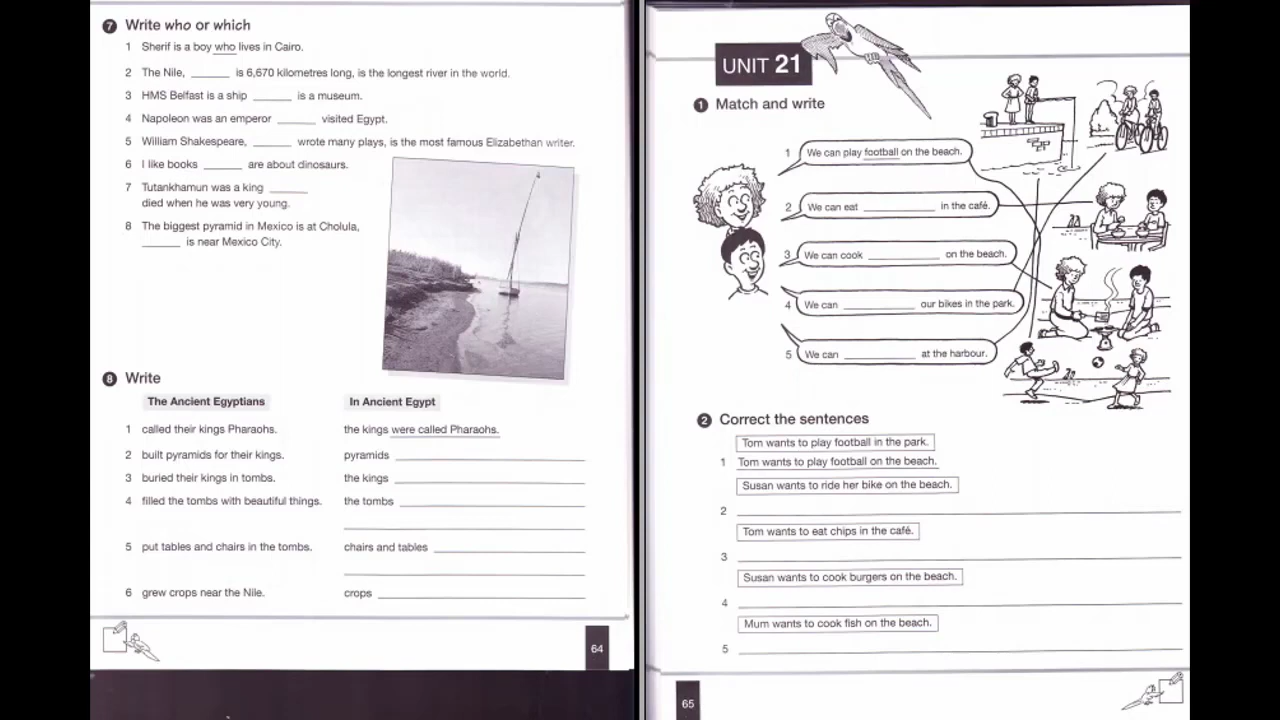 7 Write who or which
1 Sherif is a boy who lives in Cairo.
2 The Nile, ______ is 6,670 kilometres long, is the longest river in the world.
3 HMS Belfast is a ship ______ is a museum.
4 Napoleon was an emperor ______ visited Egypt.
5 William Shakespeare, ______ wrote many plays, is the most famous Elizabethan writer.
6 I like books ______ are about dinosaurs.
7 Tutankhamun was a king ______
died when he was very young.
8 The biggest pyramid in Mexico is at Cholula,
______ is near Mexico City.
8 Write
The Ancient Egyptians In Ancient Egypt
1 called their kings Pharaohs. the kings were called Pharaohs.
2 built pyramids for their kings. pyramids ______
3 buried their kings in tombs. the kings ______
4 filled the tombs with beautiful things. the tombs ______
5 put tables and chairs in the tombs. chairs and tables ______
6 grew crops near the Nile. crops ______
64
UNIT 21
1 Match and write
1 We can play football on the beach.
2 We can eat ______ in the café.
3 We can cook ______ on the beach.
4 We can ______ our bikes in the park.
5 We can ______ at the harbour.
2 Correct the sentences
Tom wants to play football in the park.
1 Tom wants to play football on the beach.
Susan wants to ride her bike on the beach.
2 ______
Tom wants to eat chips in the café.
3 ______
Susan wants to cook burgers on the beach.
4 ______
Mum wants to cook fish on the beach.
5 ______
65